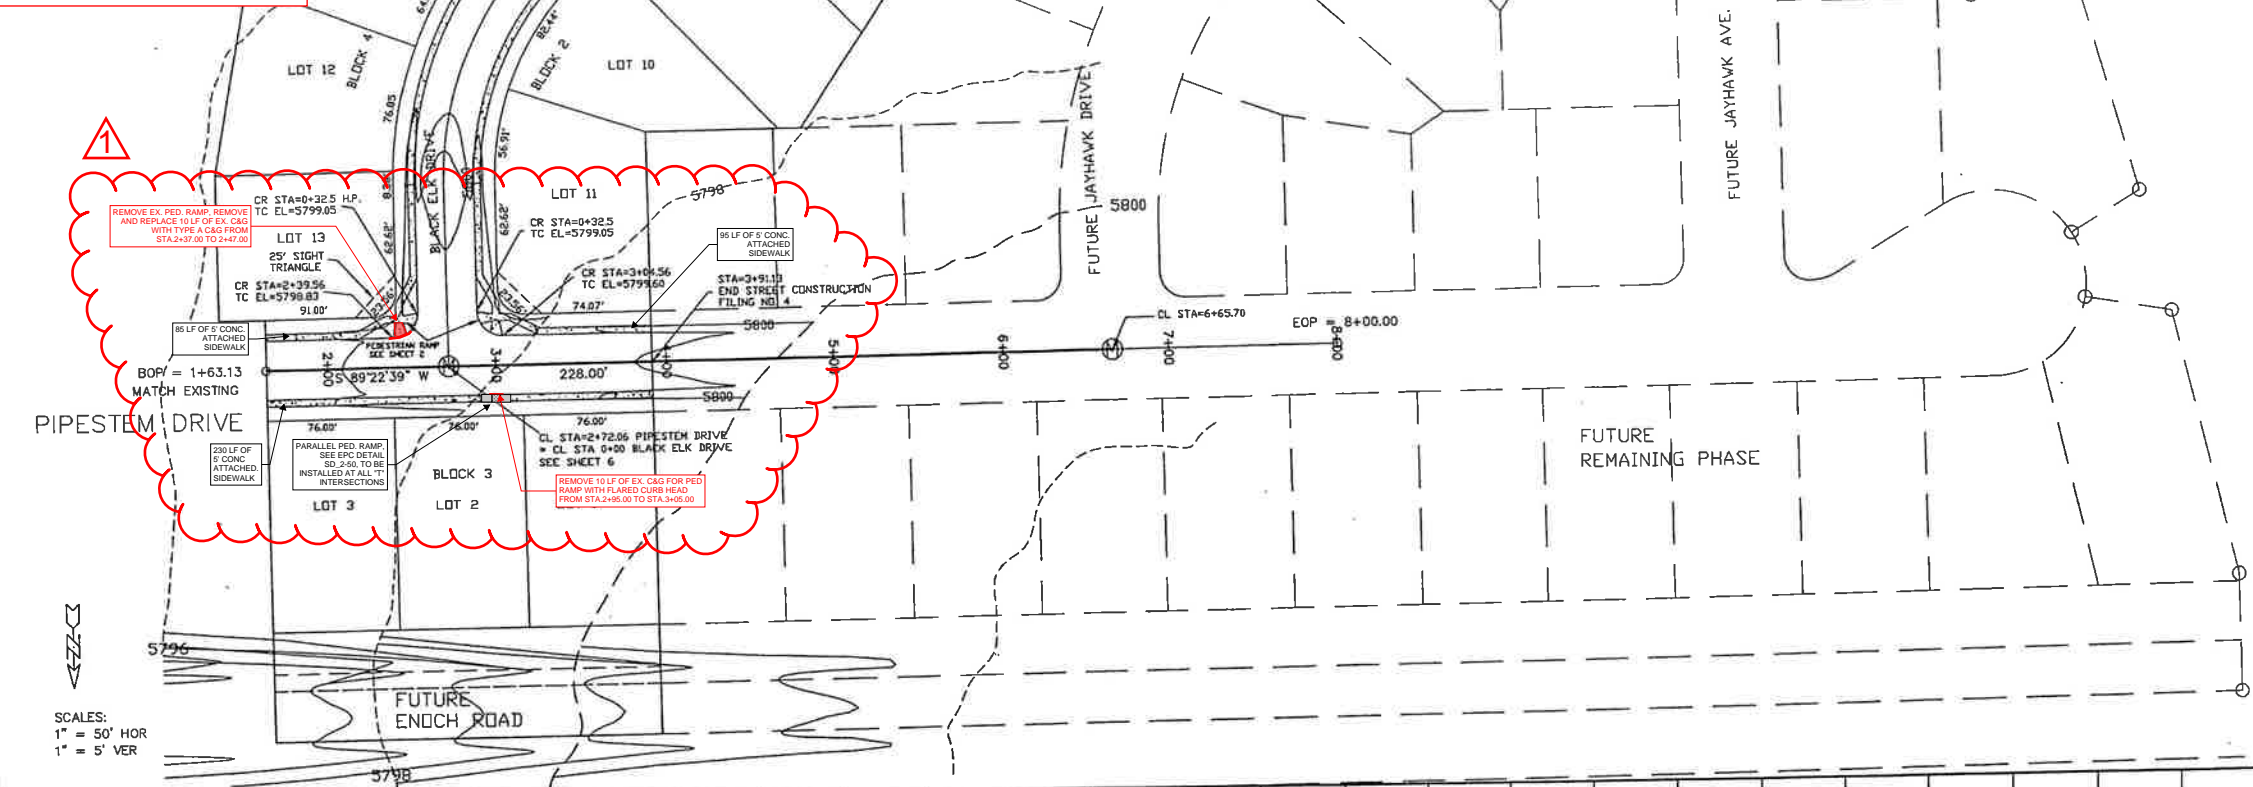 64.
82.44'
LOT 12
BLOCK 4
BLOCK 2
LOT 10
76.05
56.91'
FUTURE JAYHAWK DRIVE
FUTURE JAYHAWK AVE.
1
BLACK ELK DRIVE
LOT 11
5798
CR STA=0+32.5 H.P.
TC EL=5799.05
REMOVE EX. PED. RAMP. REMOVE
AND REPLACE 10 LF OF EX. C&G
WITH TYPE A C&G FROM
STA.2+37.00 TO 2+47.00
62.62'
62.62'
CR STA=0+32.5
TC EL=5799.05
5800
LOT 13
25' SIGHT
TRIANGLE
95 LF OF 5' CONC.
ATTACHED
SIDEWALK
CR STA=2+39.56
TC EL=5798.83
91.00'
23.56'
23.56'
CR STA=3+04.56
TC EL=5799.60
74.07'
STA=3+91.13
END STREET CONSTRUCTION
FILING NO. 4
85 LF OF 5' CONC.
ATTACHED
SIDEWALK
PEDESTRIAN RAMP
SEE SHEET 2
5800
CL STA=6+65.70
EOP = 8+00.00
BOP = 1+63.13
MATCH EXISTING
2+00
S 89°22'39" W
3+00
228.00'
4+00
5+00
6+00
7+00
8+00
5800
PIPESTEM DRIVE
76.00'
76.00'
76.00'
CL STA=2+72.06 PIPESTEM DRIVE
= CL STA 0+00 BLACK ELK DRIVE
SEE SHEET 6
230 LF OF
5' CONC
ATTACHED.
SIDEWALK
PARALLEL PED. RAMP.
SEE EPC DETAIL
SD_2-50, TO BE
INSTALLED AT ALL "T"
INTERSECTIONS
BLOCK 3
REMOVE 10 LF OF EX. C&G FOR PED
RAMP WITH FLARED CURB HEAD
FROM STA.2+95.00 TO STA.3+05.00
LOT 3
LOT 2
FUTURE
REMAINING PHASE
N
5796
FUTURE
ENOCH ROAD
SCALES:
1" = 50' HOR
1" = 5' VER
5798